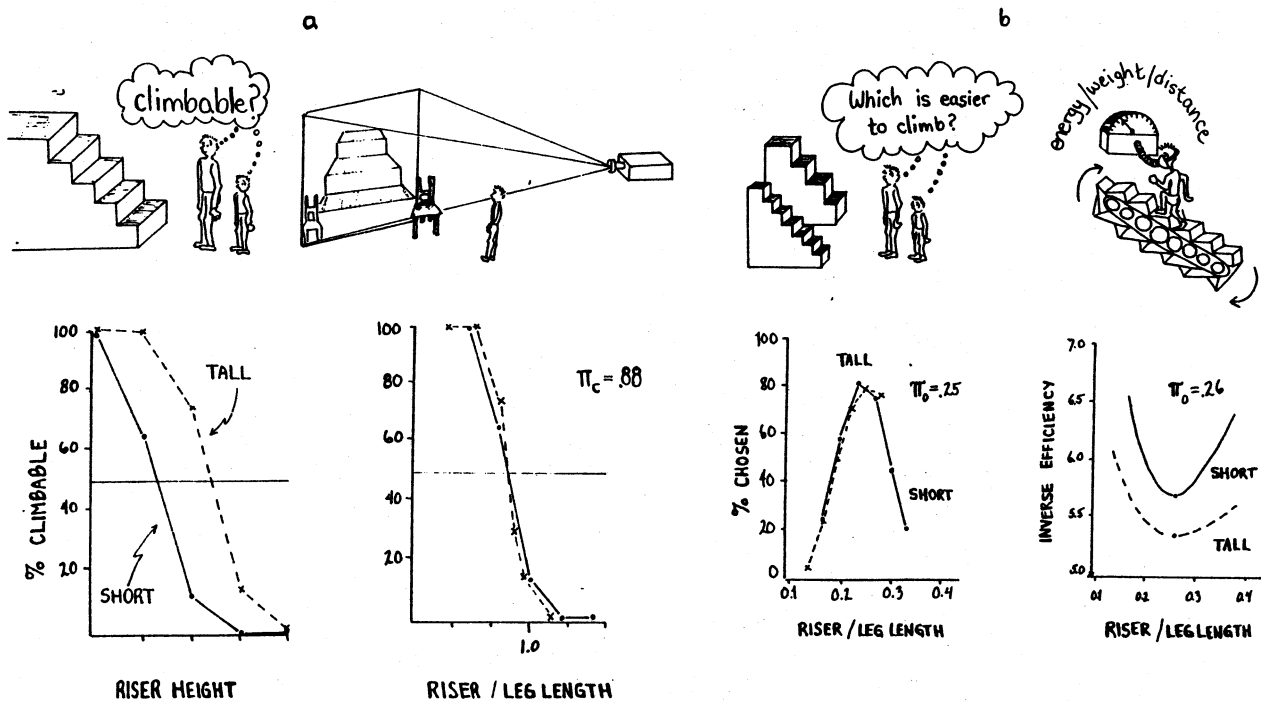 a
b
climbable?
Which is easier
to climb?
energy/weight/distance
100
80
60
40
20
% CLIMBABLE
TALL
SHORT
RISER HEIGHT
100
80
60
40
20
π_c = .88
1.0
RISER / LEG LENGTH
100
80
60
40
20
0
% CHOSEN
TALL
π_o = .25
SHORT
0.1 0.2 0.3 0.4
RISER / LEG LENGTH
7.0
6.5
6.0
5.5
5.0
INVERSE EFFICIENCY
π_o = .26
SHORT
TALL
0.1 0.2 0.3 0.4
RISER / LEG LENGTH